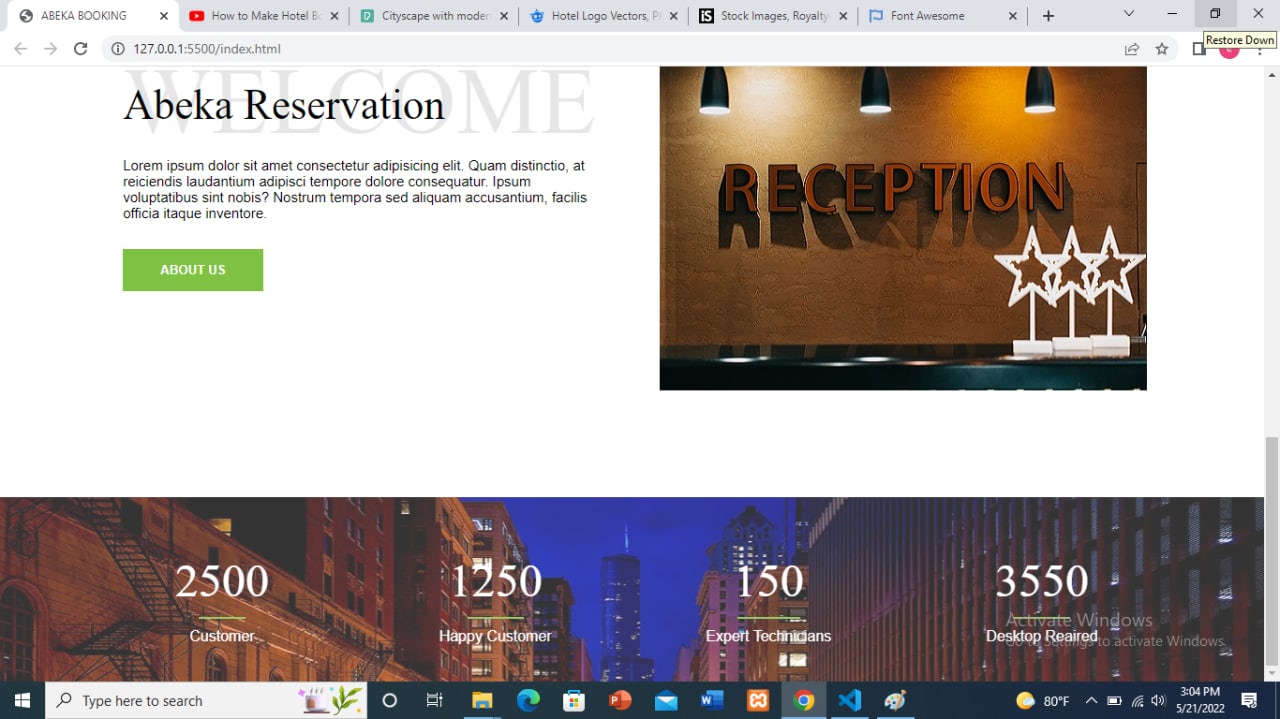 ABEKA BOOKING
How to Make Hotel Bo
Cityscape with modern
Hotel Logo Vectors, P
Stock Images, Royalty
Font Awesome
127.0.0.1:5500/index.html
Restore Down
WELCOME
Abeka Reservation
Lorem ipsum dolor sit amet consectetur adipisicing elit. Quam distinctio, at
reiciendis laudantium adipisci tempore dolore consequatur. Ipsum
voluptatibus sint nobis? Nostrum tempora sed aliquam accusantium, facilis
officia itaque inventore.
ABOUT US
RECEPTION
2500
Customer
1250
Happy Customer
150
Expert Technicians
3550
Desktop Reaired
Activate Windows
Go to Settings to activate Windows.
Type here to search
80°F
3:04 PM
5/21/2022